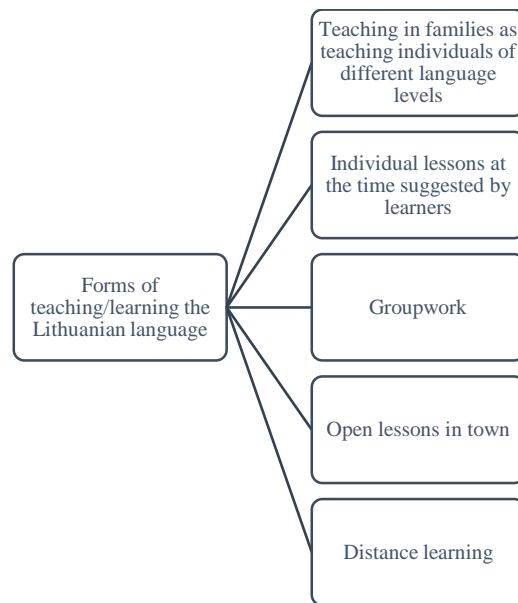 Teaching in families as
teaching individuals of
different language
levels
Individual lessons at
the time suggested by
learners
Forms of
teaching/learning the
Lithuanian language
Groupwork
Open lessons in town
Distance learning